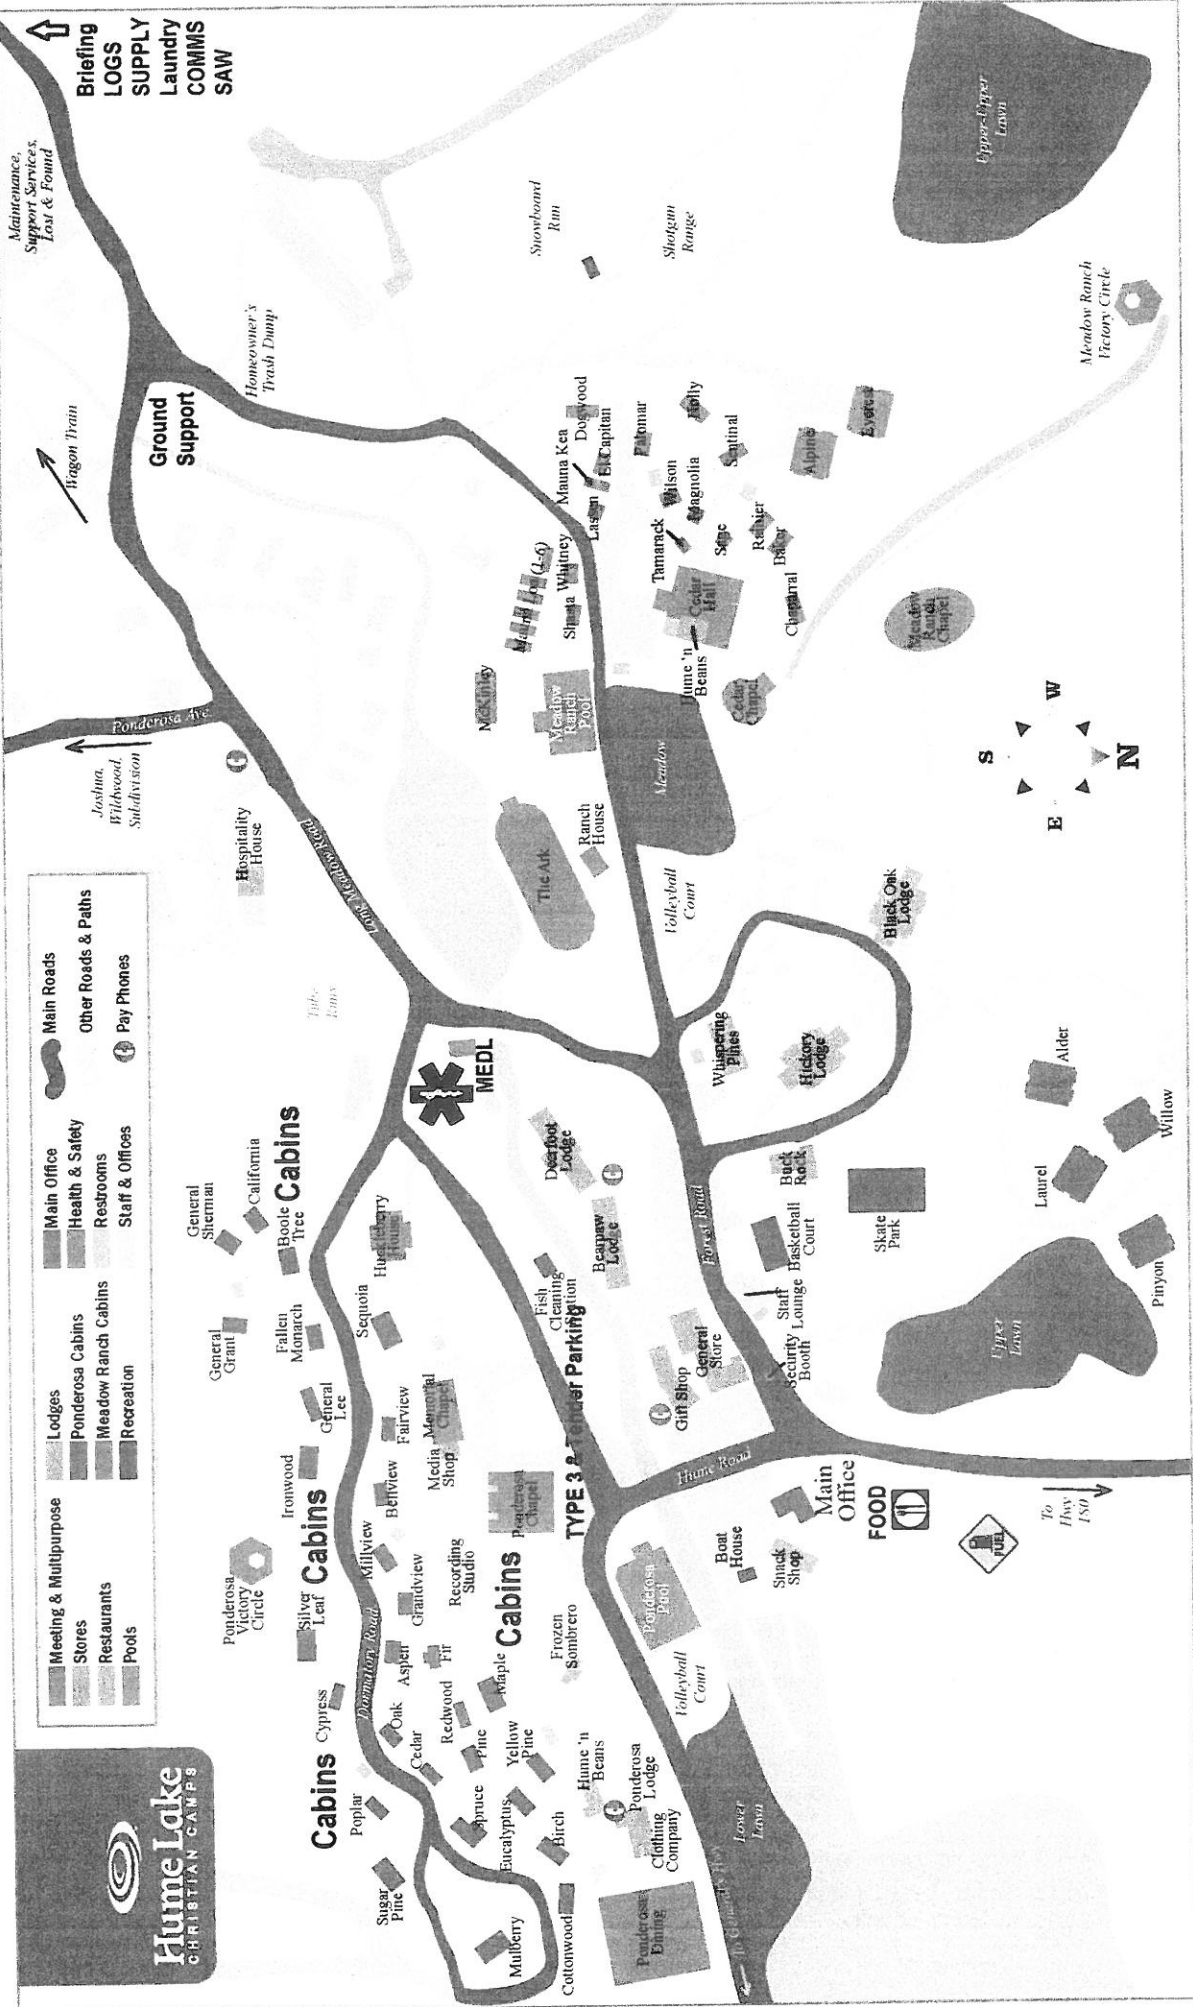 Hume Lake
CHRISTIAN CAMPS
Meeting & Multipurpose
Stores
Restaurants
Pools
Lodges
Ponderosa Cabins
Meadow Ranch Cabins
Recreation
Main Office
Health & Safety
Restrooms
Staff & Offices
Main Roads
Other Roads & Paths
Pay Phones
Joshua,
Wildwood,
Subdivision
Ponderosa Ave
Wagon Train
Maintenance,
Support Services,
Lost & Found
Briefing
LOGS
SUPPLY
Laundry
COMMS
SAW
Ground
Support
Homeowner's
Trash Dump
Hospitality
House
Long Meadow Road
Ponderosa
Victory
Circle
General
Grant
General
Sherman
California
Boole
Tree
Cabins
Fallen
Monarch
General
Lee
Ironwood
Cabins
Silver
Leaf
Cypress
Cabins
Poplar
Sugar
Pine
Dormatory Road
Mulberry
Cottonwood
Oak
Cedar
Aspen
Fir
Redwood
Pine
Maple
Spruce
Eucalyptus
Yellow
Pine
Birch
Millview
Grandview
Benview
Fairview
Sequoia
Huckleberry
House
Media
Shop
Memorial
Chapel
Recording
Studio
Cabins
Ponderosa
Chapel
Frozen
Sombrero
Hume 'n
Beans
Ponderosa
Lodge
Clothing
Company
Ponderosa
Dining
TYPE 3 & Tender Parking
Fish
Cleaning
Station
MEDL
Deerfoot
Lodge
Bearpaw
Lodge
Gift Shop
General
Store
Ponderosa
Pool
Volleyball
Court
Lower
Lawn
Hume Road
Boat
House
Snack
Shop
Main
Office
FOOD
FUEL
To
Hwy
180
Forest Road
Security
Booth
Staff
Lounge
Basketball
Court
Buck
Rock
Skate
Park
Upper
Lawn
Whispering
Pines
Hickory
Lodge
Black Oak
Lodge
Laurel
Alder
Willow
Pinyon
The Ark
Ranch
House
Volleyball
Court
Meadow
McKinley
Meadow
Ranch
Pool
Mauna Loa (1-6)
Shasta
Whitney
Lassen
Mauna Kea
Dogwood
El Capitan
Palomar
Holly
Sentinal
Wilson
Magnolia
Tamarack
Sage
Rainier
Baker
Alpine
Everest
Cedar
Hall
Hume 'n
Beans
Cedar
Chapel
Chaparral
Meadow
Ranch
Chapel
Snowboard
Run
Shotgun
Range
Upper-Upper
Lawn
Meadow Ranch
Victory Circle
S
E
W
N